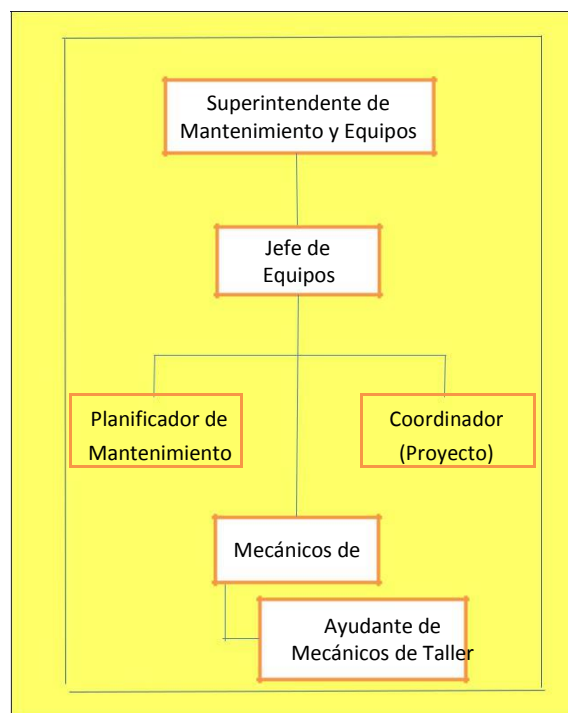 Superintendente de
Mantenimiento y Equipos
Jefe de
Equipos
Planificador de
Mantenimiento
Coordinador
(Proyecto)
Mecánicos de
Ayudante de
Mecánicos de Taller